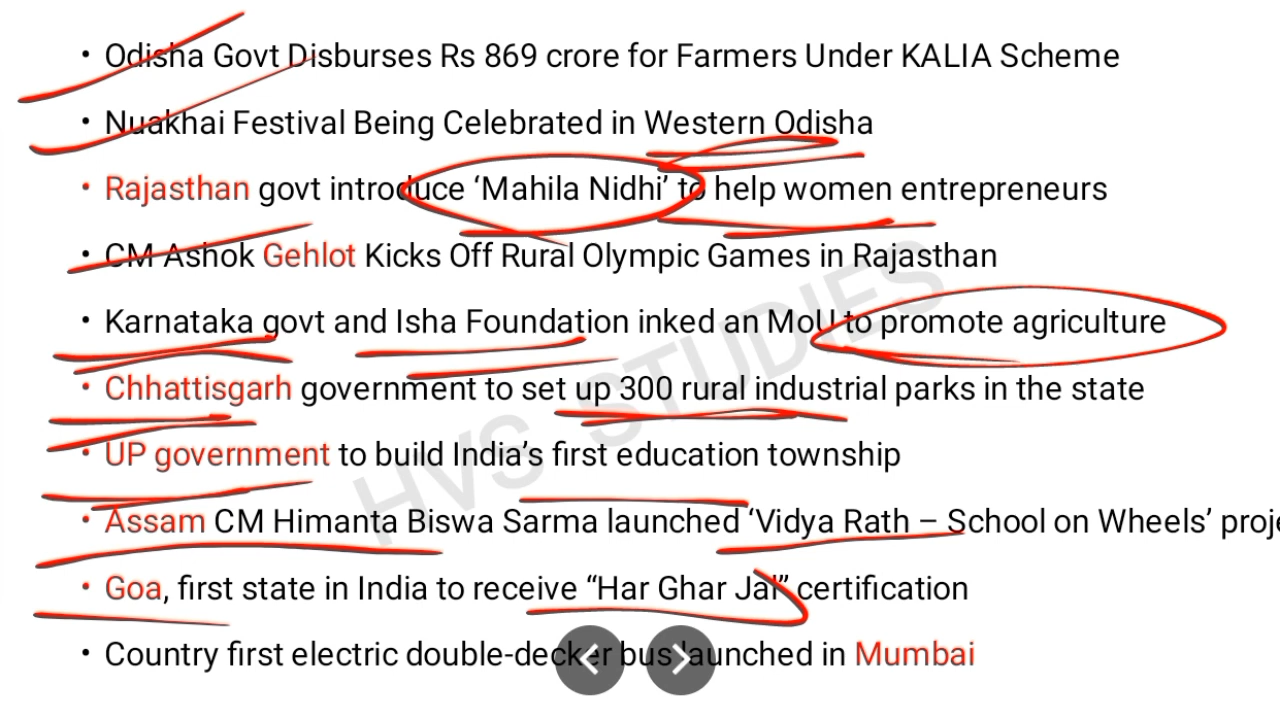 • Odisha Govt Disburses Rs 869 crore for Farmers Under KALIA Scheme
• Nuakhai Festival Being Celebrated in Western Odisha
• Rajasthan govt introduce ‘Mahila Nidhi’ to help women entrepreneurs
• CM Ashok Gehlot Kicks Off Rural Olympic Games in Rajasthan
• Karnataka govt and Isha Foundation inked an MoU to promote agriculture
• Chhattisgarh government to set up 300 rural industrial parks in the state
• UP government to build India’s first education township
• Assam CM Himanta Biswa Sarma launched ‘Vidya Rath – School on Wheels’ proje
• Goa, first state in India to receive “Har Ghar Jal” certification
• Country first electric double-decker bus launched in Mumbai
HVS STUDIES